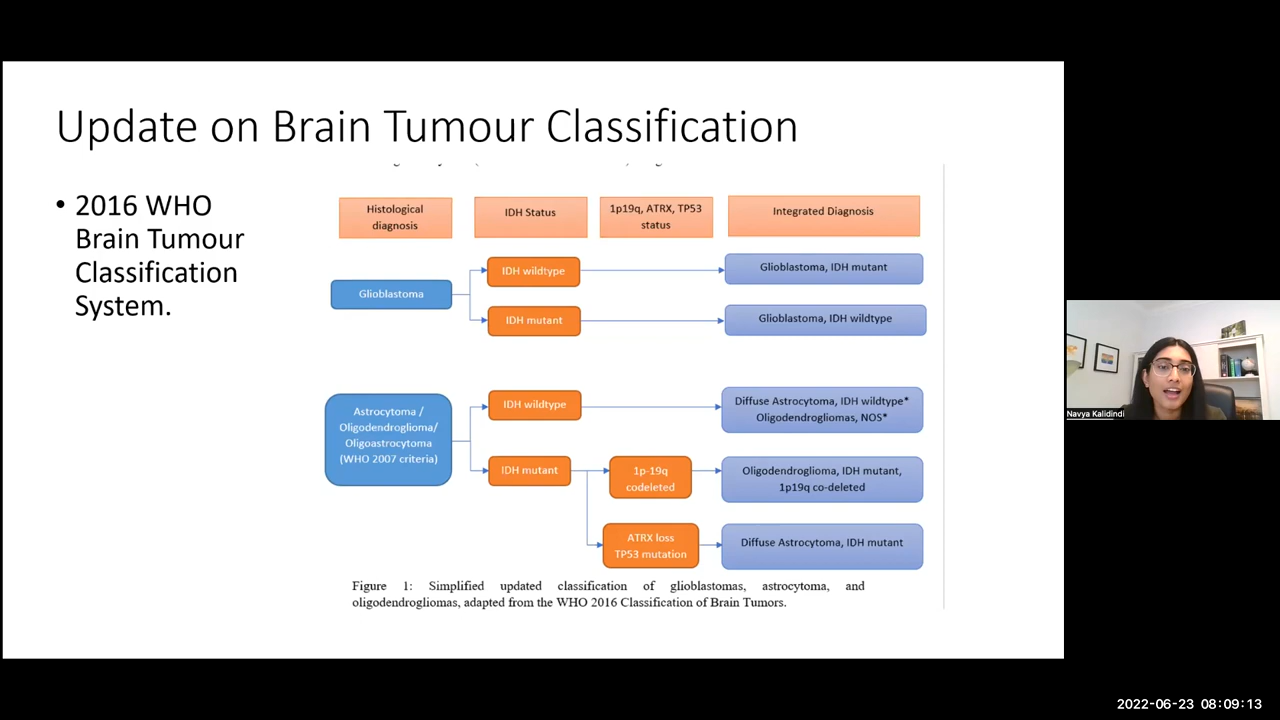 Update on Brain Tumour Classification
• 2016 WHO
Brain Tumour
Classification
System.
Histological
diagnosis
IDH Status
1p19q, ATRX, TP53
status
Integrated Diagnosis
Glioblastoma
IDH wildtype
Glioblastoma, IDH mutant
IDH mutant
Glioblastoma, IDH wildtype
Astrocytoma /
Oligodendroglioma/
Oligoastrocytoma
(WHO 2007 criteria)
IDH wildtype
Diffuse Astrocytoma, IDH wildtype*
Oligodendrogliomas, NOS*
IDH mutant
1p-19q
codeleted
Oligodendroglioma, IDH mutant,
1p19q co-deleted
ATRX loss
TP53 mutation
Diffuse Astrocytoma, IDH mutant
Figure 1: Simplified updated classification of glioblastomas, astrocytoma, and
oligodendrogliomas, adapted from the WHO 2016 Classification of Brain Tumors.
Navya Kalidindi
2022-06-23 08:09:13